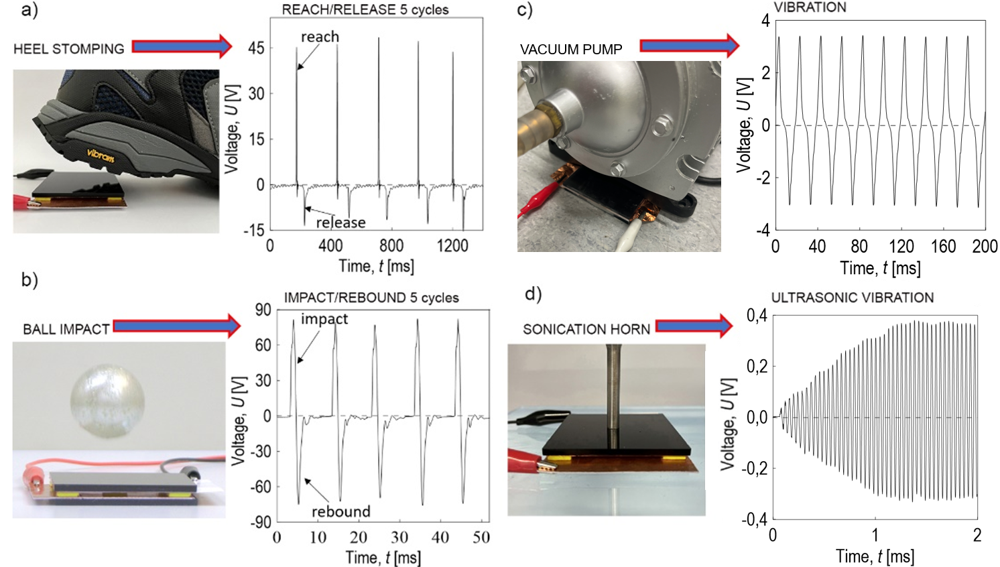 a)
HEEL STOMPING
vibram
REACH/RELEASE 5 cycles
reach
release
Voltage, U [V]
45
30
15
0
-15
0 400 800 1200
Time, t [ms]
b)
BALL IMPACT
IMPACT/REBOUND 5 cycles
impact
rebound
Voltage, U [V]
90
60
30
0
-30
-60
-90
0 10 20 30 40 50
Time, t [ms]
c)
VACUUM PUMP
VIBRATION
Voltage, U [V]
4
2
0
-2
-4
0 40 80 120 160 200
Time, t [ms]
d)
SONICATION HORN
ULTRASONIC VIBRATION
Voltage, U [V]
0,4
0,2
0,0
-0,2
-0,4
0 1 2
Time, t [ms]